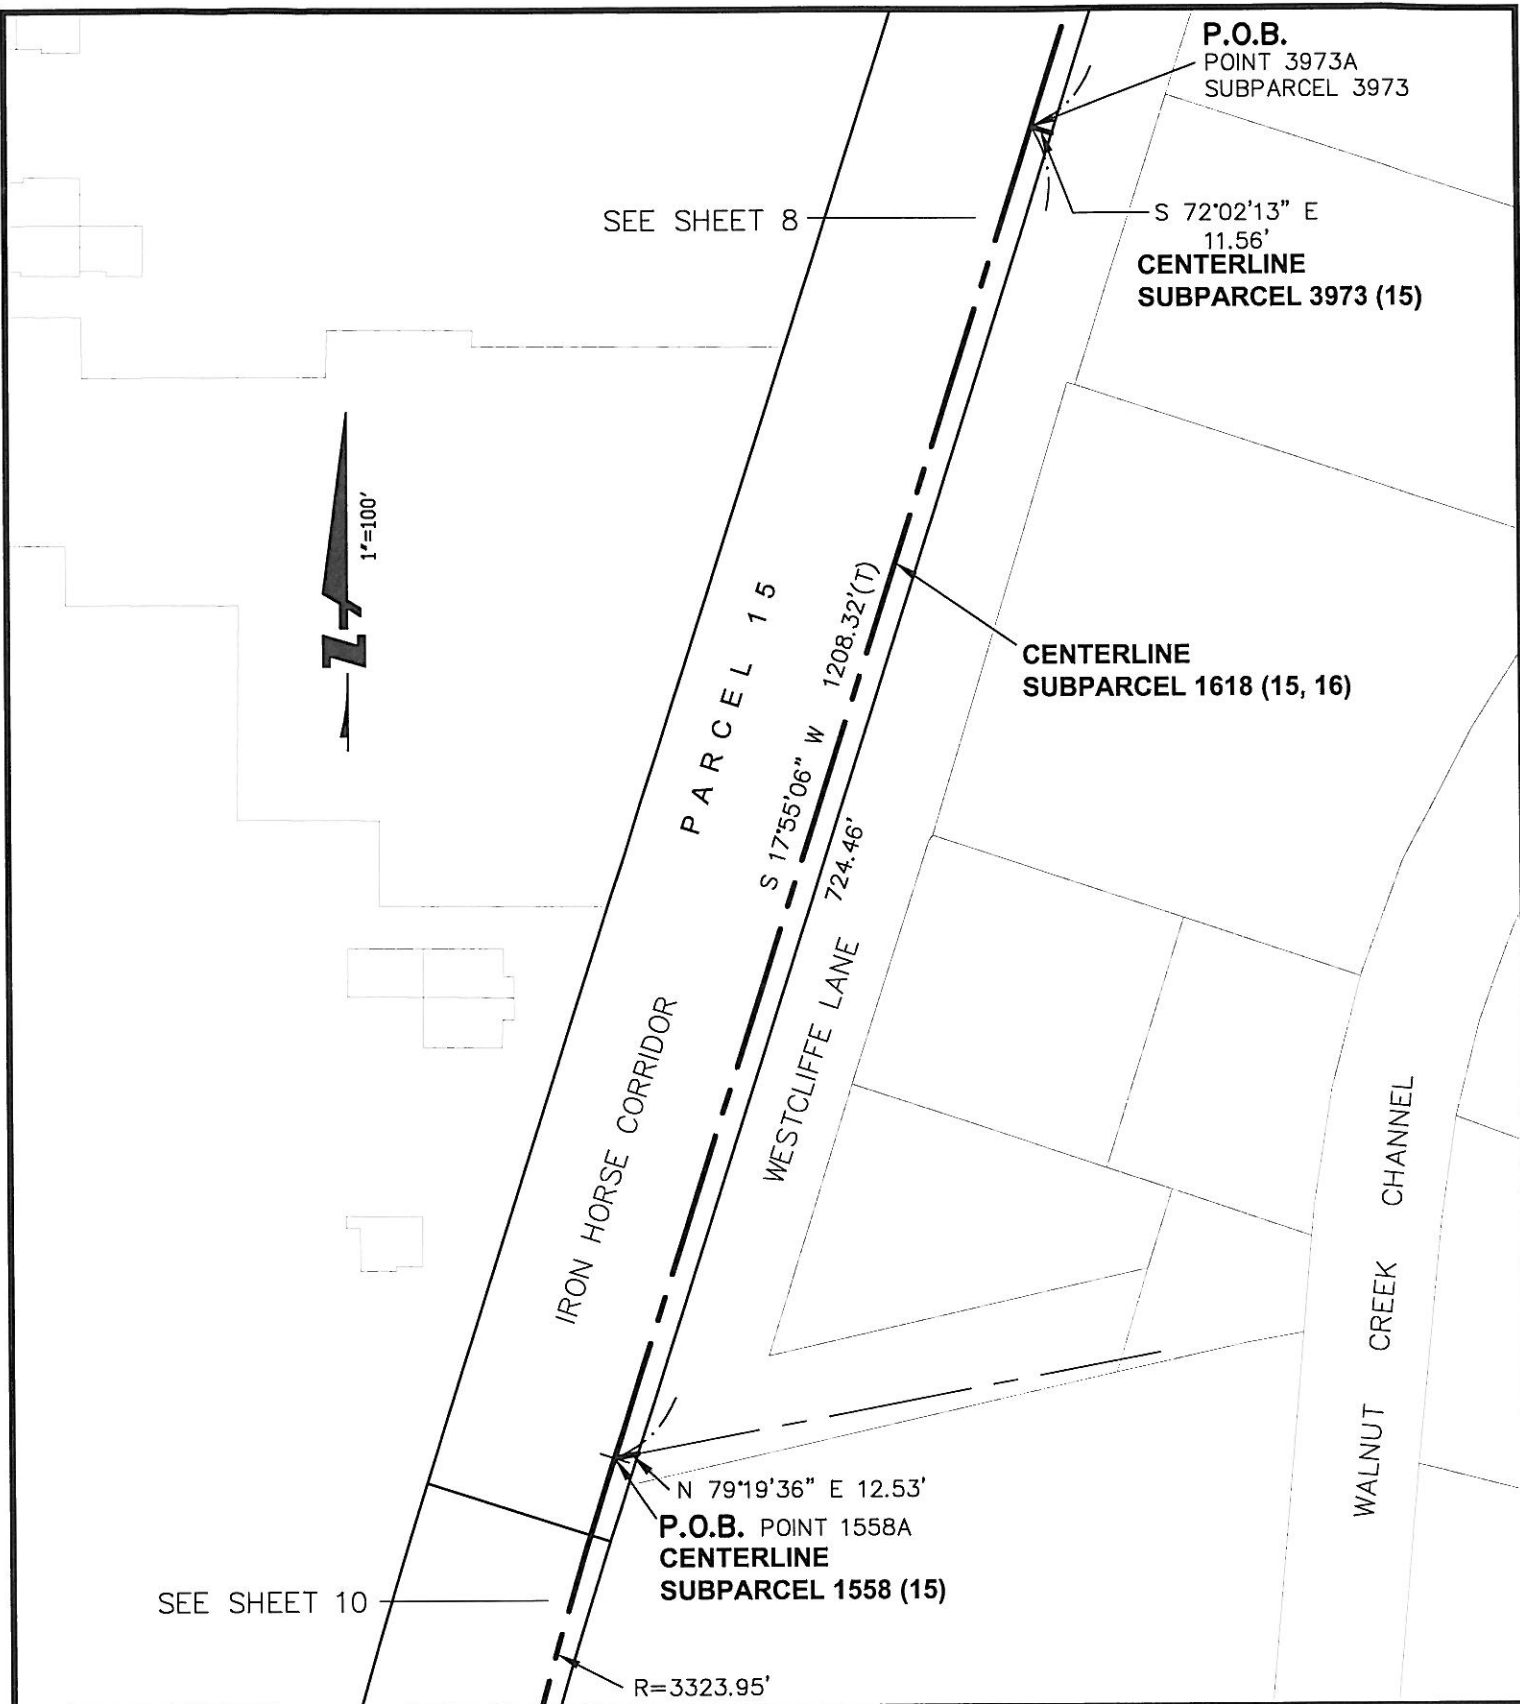 P.O.B.
POINT 3973A
SUBPARCEL 3973
SEE SHEET 8
S 72°02'13" E
11.56'
CENTERLINE
SUBPARCEL 3973 (15)
1"=100'
N
PARCEL 15
S 17°55'06" W 1208.32'(T)
CENTERLINE
SUBPARCEL 1618 (15, 16)
724.46'
WESTCLIFFE LANE
IRON HORSE CORRIDOR
WALNUT CREEK CHANNEL
N 79°19'36" E 12.53'
P.O.B. POINT 1558A
CENTERLINE
SUBPARCEL 1558 (15)
SEE SHEET 10
R=3323.95'